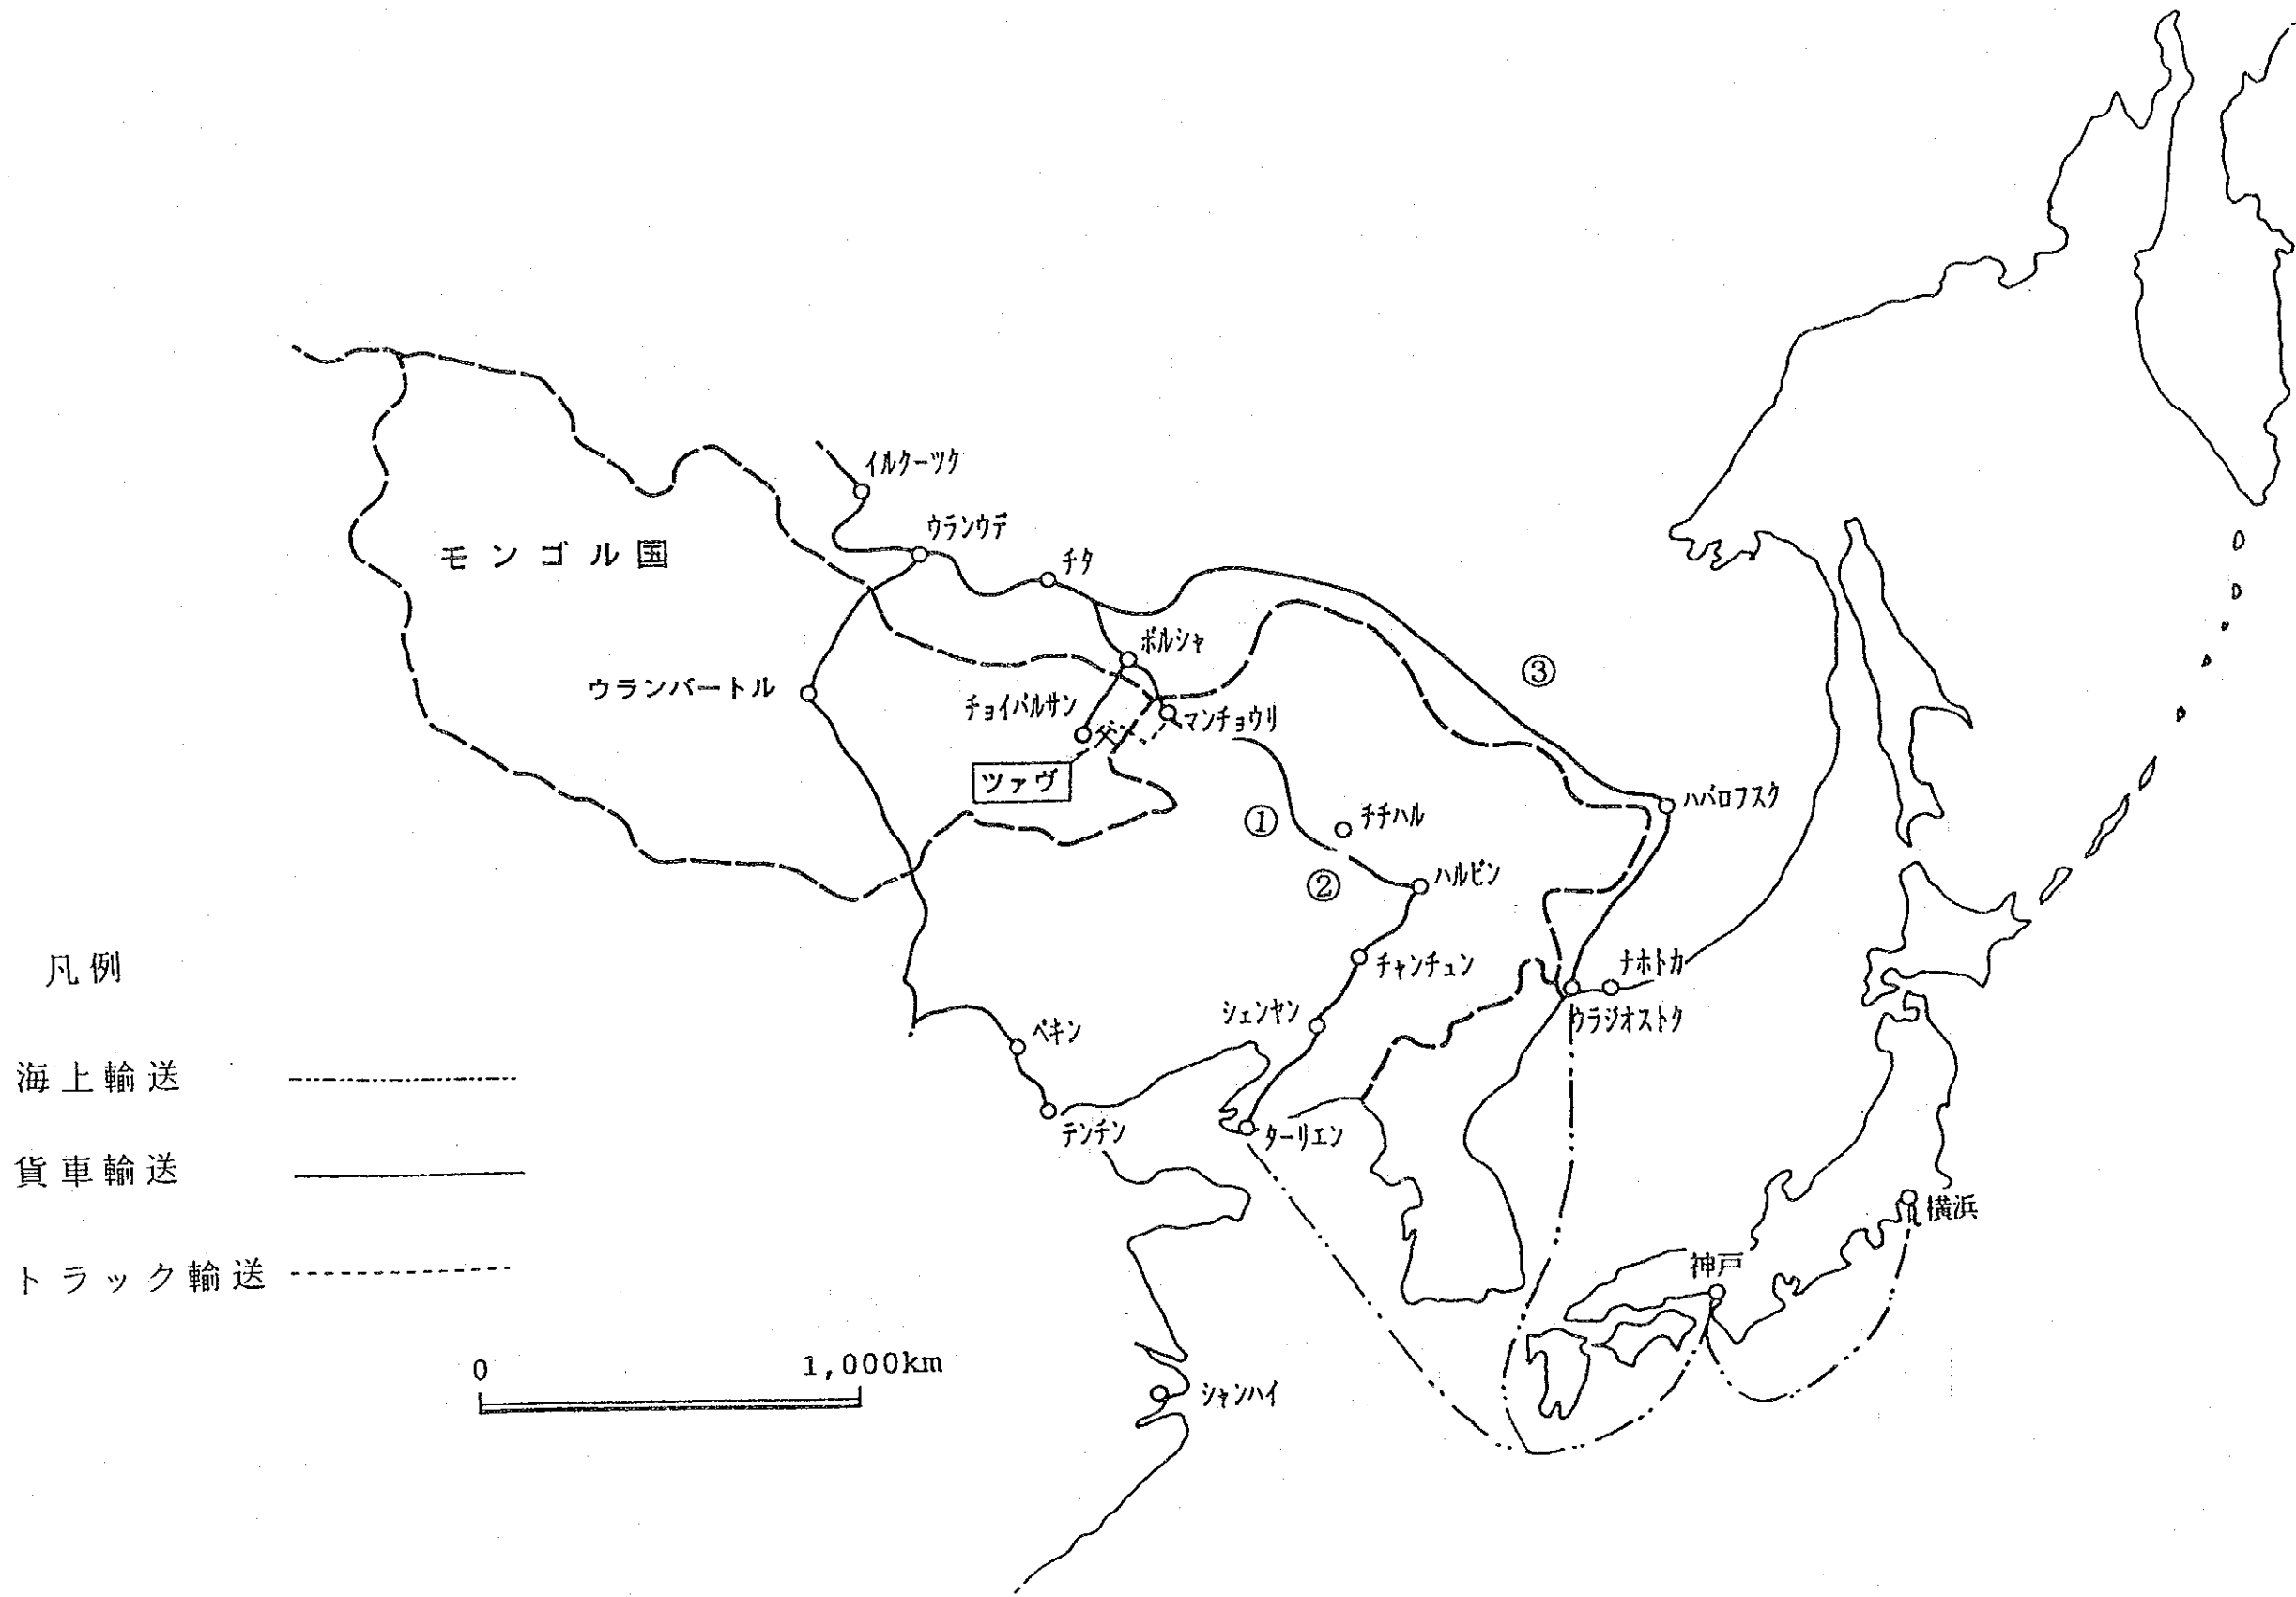 イルクーツク
ウランウデ
チタ
モンゴル国
ボルシャ
③
ウランバートル
チョイバルサン
マンチョウリ
ツァヴ
ハバロフスク
①
チチハル
②
ハルビン
チャンチュン
ナホトカ
シェンヤン
ウラジオストク
ペキン
テンチン
ターリエン
横浜
神戸
シャンハイ
凡例
海上輸送
貨車輸送
トラック輸送
0 1,000km